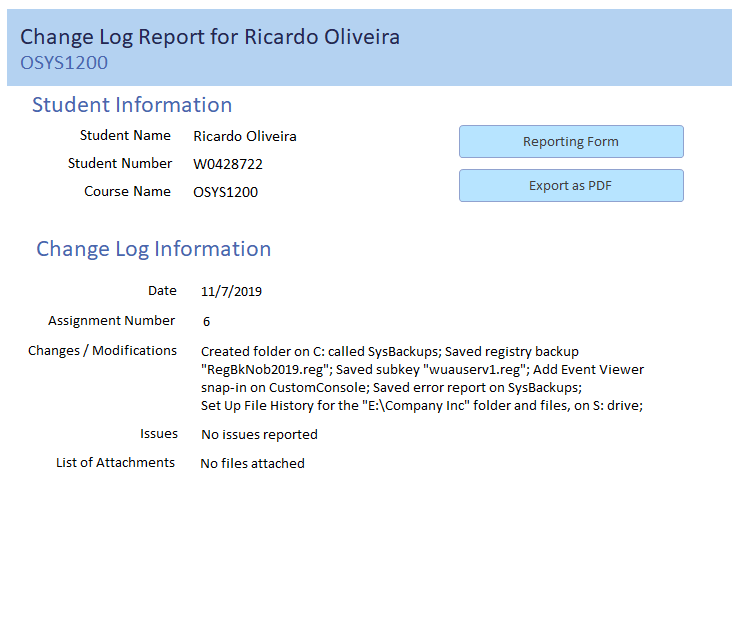 Change Log Report for Ricardo Oliveira
OSYS1200
Student Information
Student Name Ricardo Oliveira
Student Number W0428722
Course Name OSYS1200
Reporting Form
Export as PDF
Change Log Information
Date 11/7/2019
Assignment Number 6
Changes / Modifications Created folder on C: called SysBackups; Saved registry backup
"RegBkNob2019.reg"; Saved subkey "wuauserv1.reg"; Add Event Viewer
snap-in on CustomConsole; Saved error report on SysBackups;
Set Up File History for the "E:\Company Inc" folder and files, on S: drive;
Issues No issues reported
List of Attachments No files attached